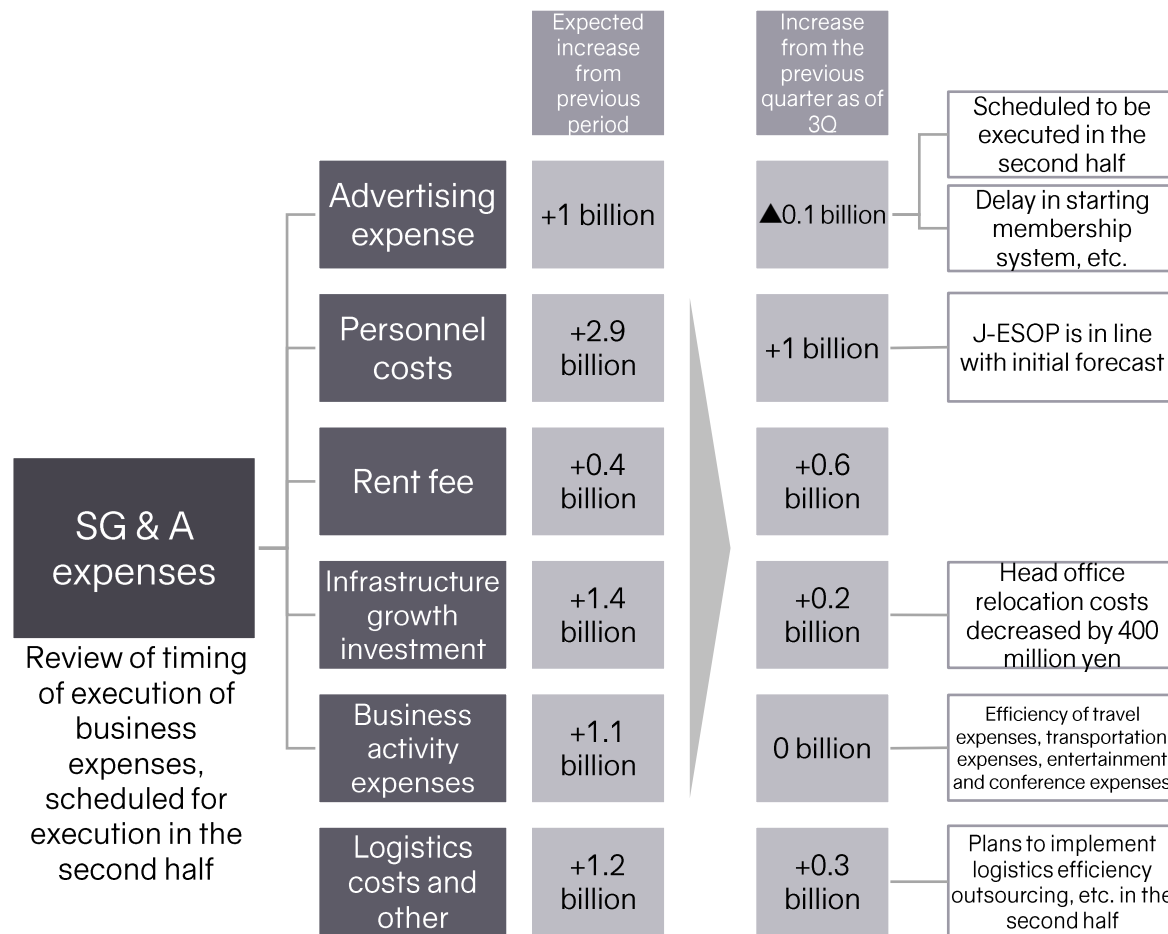 Expected
increase
from
previous
period
Increase
from the
previous
quarter as of
3Q
Scheduled to be
executed in the
second half
Advertising
expense
+1 billion
▲0.1 billion
Delay in starting
membership
system, etc.
Personnel
costs
+2.9
billion
+1 billion
J-ESOP is in line
with initial forecast
Rent fee
+0.4
billion
+0.6
billion
SG & A
expenses
Review of timing
of execution of
business
expenses,
scheduled for
execution in the
second half
Infrastructure
growth
investment
+1.4
billion
+0.2
billion
Head office
relocation costs
decreased by 400
million yen
Business
activity
expenses
+1.1
billion
0 billion
Efficiency of travel
expenses, transportation
expenses, entertainment
and conference expenses
Logistics
costs and
other
+1.2
billion
+0.3
billion
Plans to implement
logistics efficiency
outsourcing, etc. in the
second half